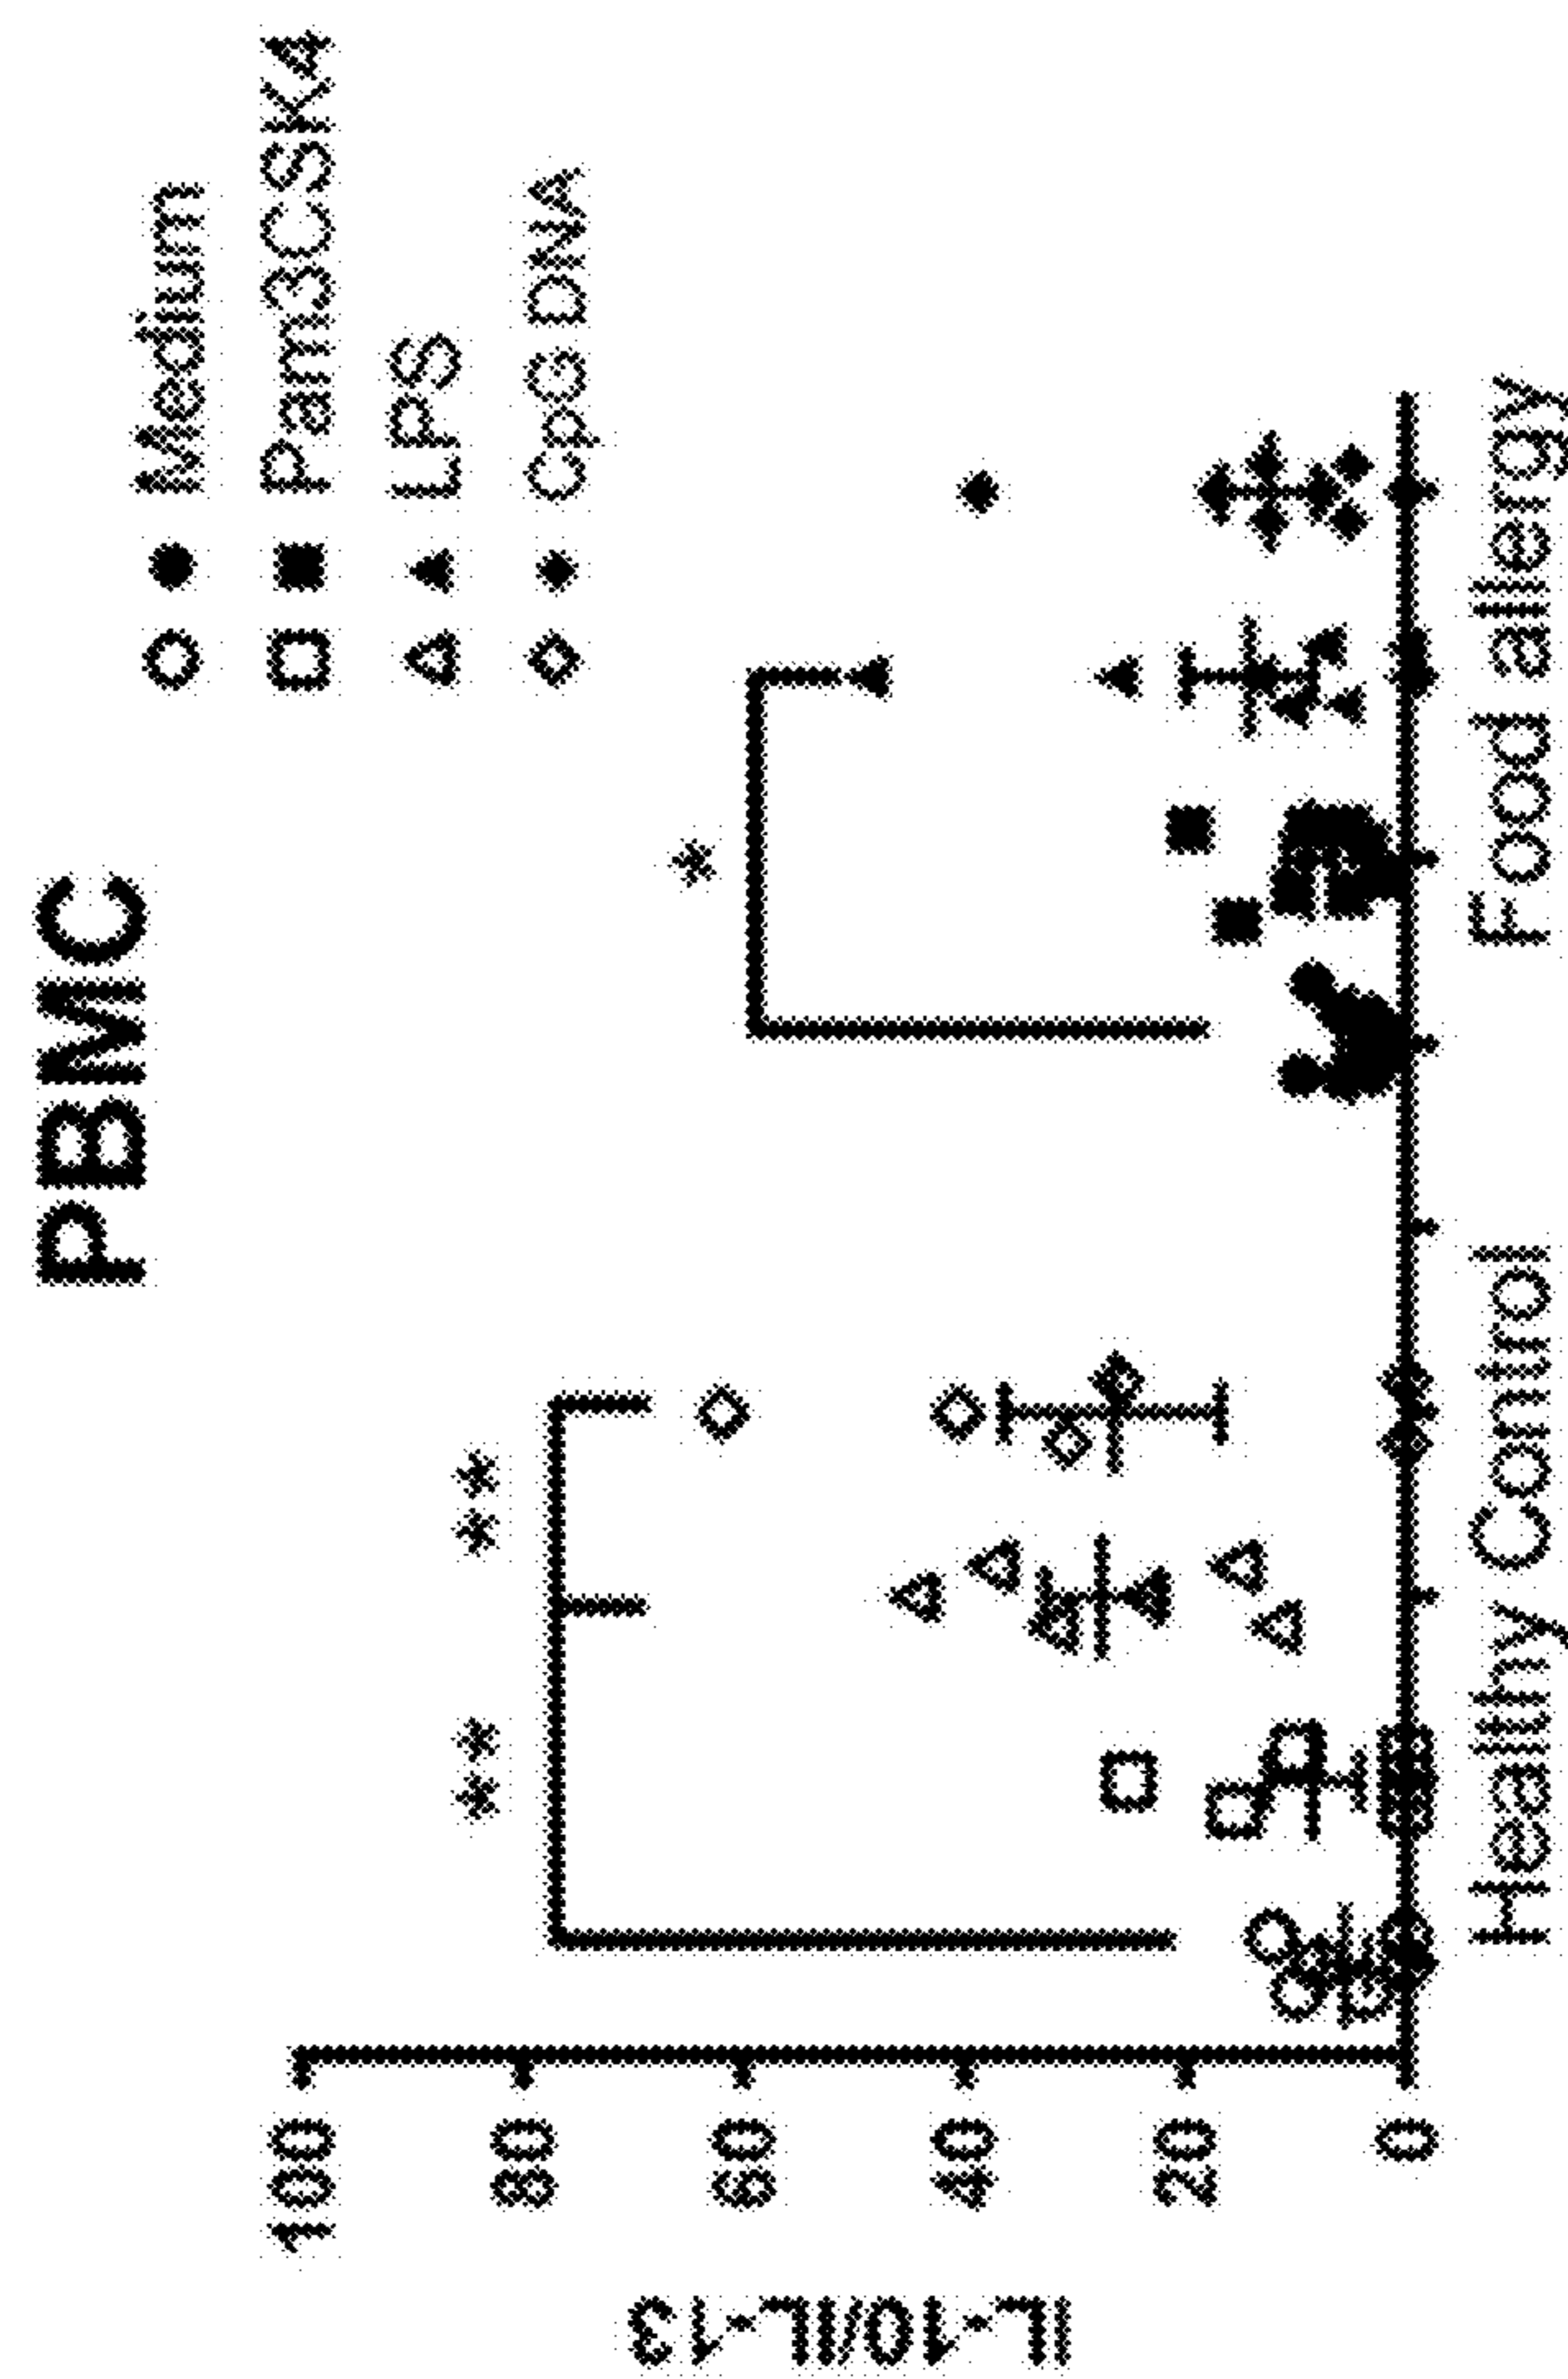 PBMC
Medium
Pam3CSK4
LPS
CpG DNA
*
** **
100
80
60
40
20
0
IL-10/IL-13
Healthy Control
Food allergy